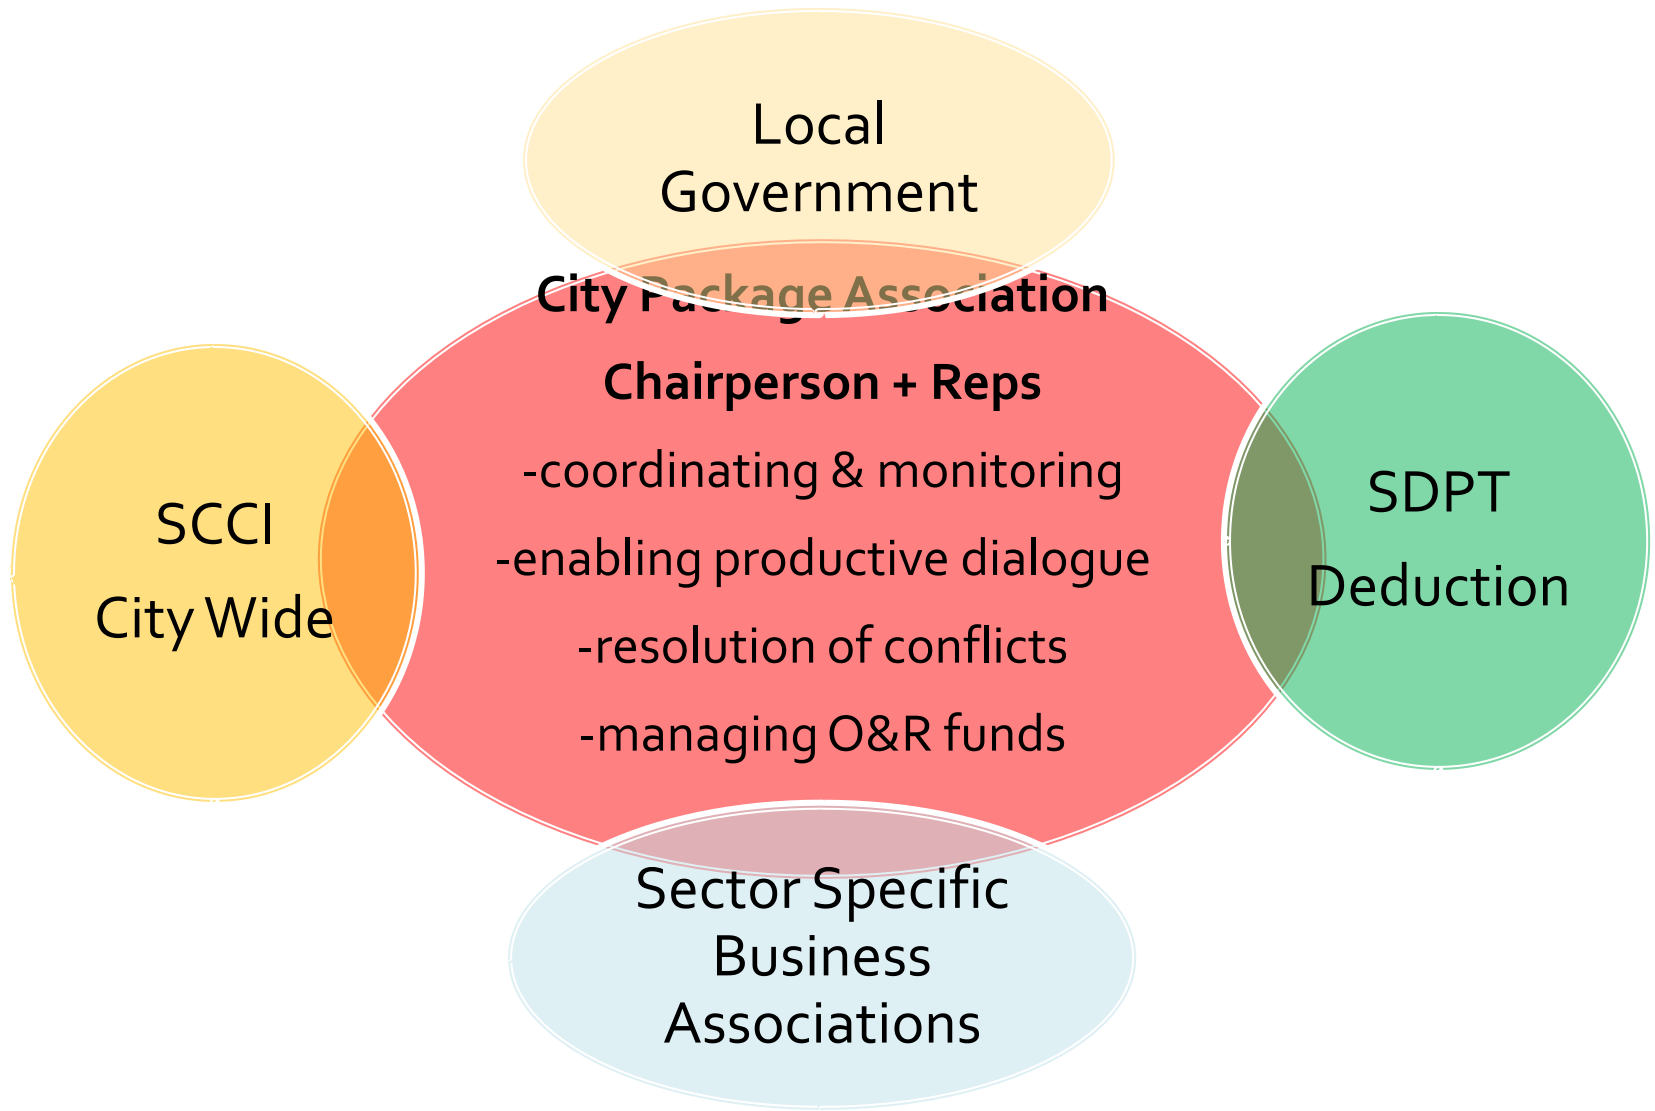 Local
Government
City Package Association
Chairperson + Reps
-coordinating & monitoring
-enabling productive dialogue
-resolution of conflicts
-managing O&R funds
SCCI
City Wide
SDPT
Deduction
Sector Specific
Business
Associations